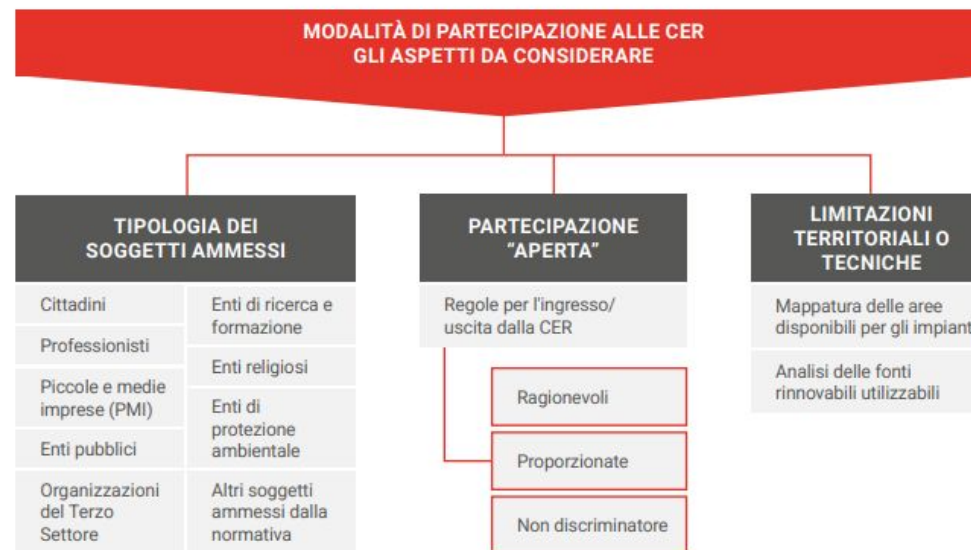 MODALITÀ DI PARTECIPAZIONE ALLE CER
GLI ASPETTI DA CONSIDERARE
TIPOLOGIA DEI
SOGGETTI AMMESSI
Cittadini
Professionisti
Piccole e medie
imprese (PMI)
Enti pubblici
Organizzazioni
del Terzo
Settore
Enti di ricerca e
formazione
Enti religiosi
Enti di
protezione
ambientale
Altri soggetti
ammessi dalla
normativa
PARTECIPAZIONE
“APERTA”
Regole per l'ingresso/
uscita dalla CER
Ragionevoli
Proporzionate
Non discriminatore
LIMITAZIONI
TERRITORIALI O
TECNICHE
Mappatura delle aree
disponibili per gli impiant
Analisi delle fonti
rinnovabili utilizzabili